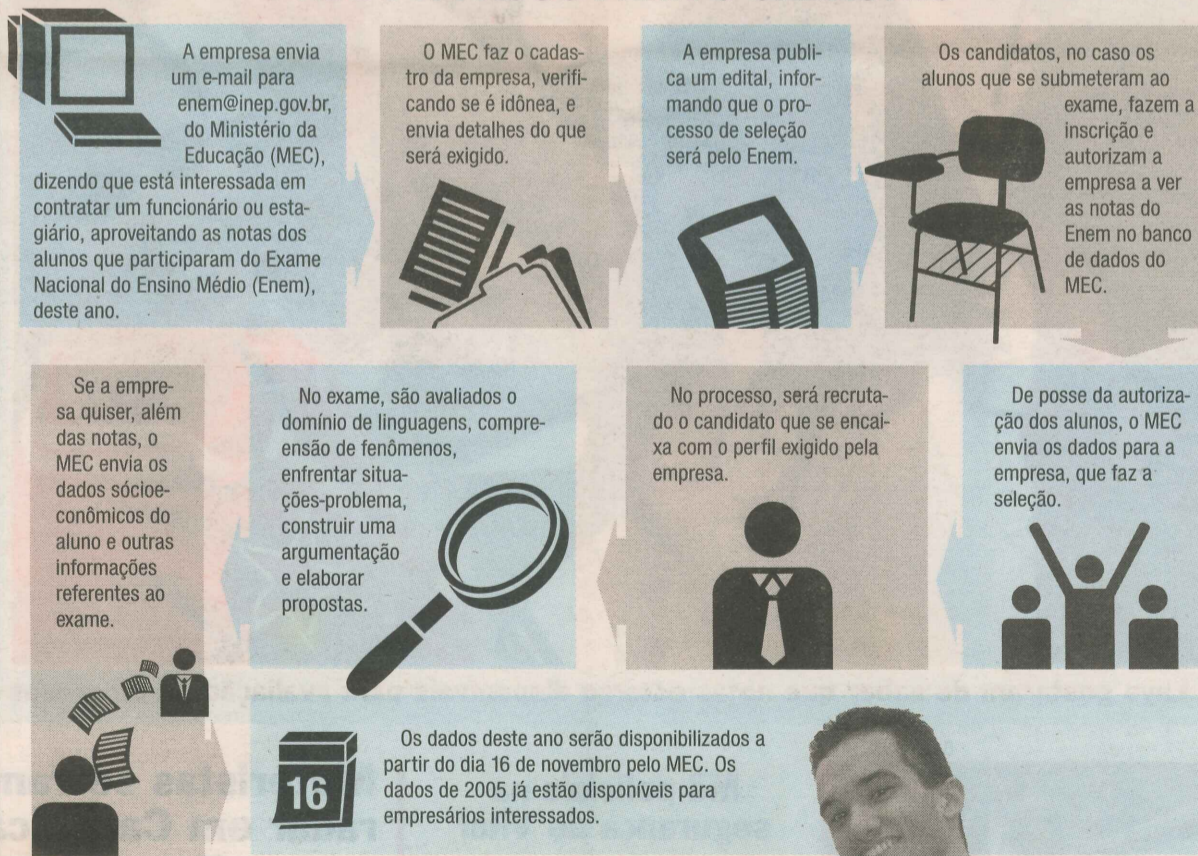 A empresa envia
um e-mail para
enem@inep.gov.br,
do Ministério da
Educação (MEC),
dizendo que está interessada em
contratar um funcionário ou esta-
giário, aproveitando as notas dos
alunos que participaram do Exame
Nacional do Ensino Médio (Enem),
deste ano.
O MEC faz o cadas-
tro da empresa, verifi-
cando se é idônea, e
envia detalhes do que
será exigido.
A empresa publi-
ca um edital, infor-
mando que o pro-
cesso de seleção
será pelo Enem.
Os candidatos, no caso os
alunos que se submeteram ao
exame, fazem a
inscrição e
autorizam a
empresa a ver
as notas do
Enem no banco
de dados do
MEC.
De posse da autoriza-
ção dos alunos, o MEC
envia os dados para a
empresa, que faz a
seleção.
No processo, será recruta-
do o candidato que se encai-
xa com o perfil exigido pela
empresa.
No exame, são avaliados o
domínio de linguagens, compre-
ensão de fenômenos,
enfrentar situa-
ções-problema,
construir uma
argumentação
e elaborar
propostas.
Se a empre-
sa quiser, além
das notas, o
MEC envia os
dados sócioe-
conômicos do
aluno e outras
informações
referentes ao
exame.
16
Os dados deste ano serão disponibilizados a
partir do dia 16 de novembro pelo MEC. Os
dados de 2005 já estão disponíveis para
empresários interessados.